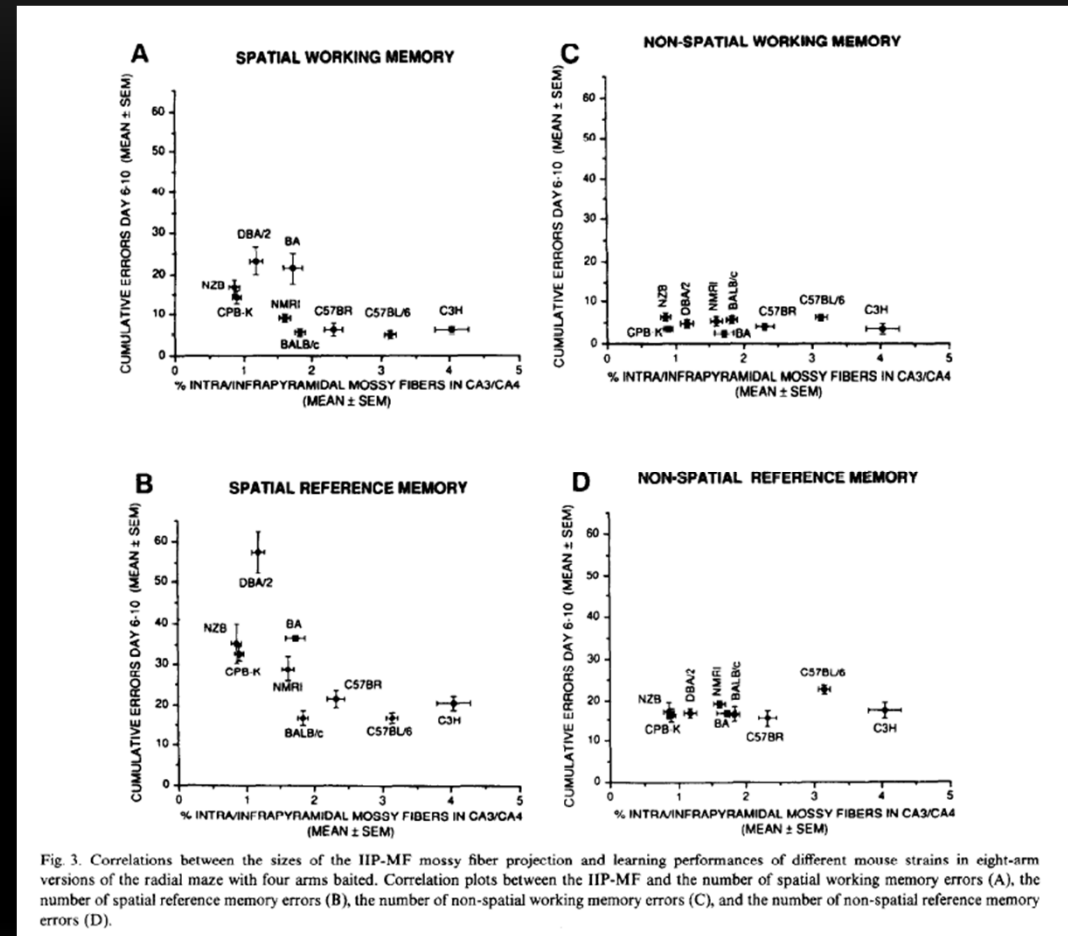 A
SPATIAL WORKING MEMORY
CUMULATIVE ERRORS DAY 6-10 (MEAN ± SEM)
60
50
40
30
20
10
0
DBA/2
BA
NZB
CPB-K
NMRI
BALB/c
C57BR
C57BL/6
C3H
0 1 2 3 4 5
% INTRA/INFRAPYRAMIDAL MOSSY FIBERS IN CA3/CA4
(MEAN ± SEM)
C
NON-SPATIAL WORKING MEMORY
CUMULATIVE ERRORS DAY 6-10 (MEAN ± SEM)
60
50
40
30
20
10
0
NZB
CPB-K
DBA/2
NMRI
BALB/c
BA
C57BR
C57BL/6
C3H
0 1 2 3 4 5
% INTRA/INFRAPYRAMIDAL MOSSY FIBERS IN CA3/CA4
(MEAN ± SEM)
B
SPATIAL REFERENCE MEMORY
CUMULATIVE ERRORS DAY 6-10 (MEAN ± SEM)
60
50
40
30
20
10
0
DBA/2
NZB
BA
CPB-K
NMRI
C57BR
BALB/c
C57BL/6
C3H
0 1 2 3 4 5
% INTRA/INFRAPYRAMIDAL MOSSY FIBERS IN CA3/CA4
(MEAN ± SEM)
D
NON-SPATIAL REFERENCE MEMORY
CUMULATIVE ERRORS DAY 6-10 (MEAN ± SEM)
60
50
40
30
20
10
0
NZB
CPB-K
DBA/2
NMRI
BALB/c
BA
C57BR
C57BL/6
C3H
0 1 2 3 4 5
% INTRA/INFRAPYRAMIDAL MOSSY FIBERS IN CA3/CA4
(MEAN ± SEM)
Fig. 3. Correlations between the sizes of the IIP-MF mossy fiber projection and learning performances of different mouse strains in eight-arm
versions of the radial maze with four arms baited. Correlation plots between the IIP-MF and the number of spatial working memory errors (A), the
number of spatial reference memory errors (B), the number of non-spatial working memory errors (C), and the number of non-spatial reference memory
errors (D).